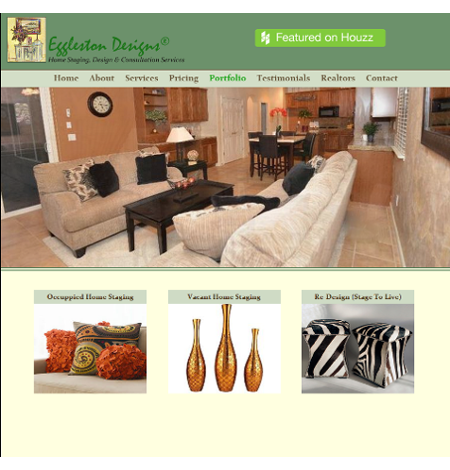 Eggleston Designs®
Home Staging, Design & Consultation Services
Featured on Houzz
Home About Services Pricing Portfolio Testimonials Realtors Contact
Occuppied Home Staging
Vacant Home Staging
Re-Design (Stage To Live)